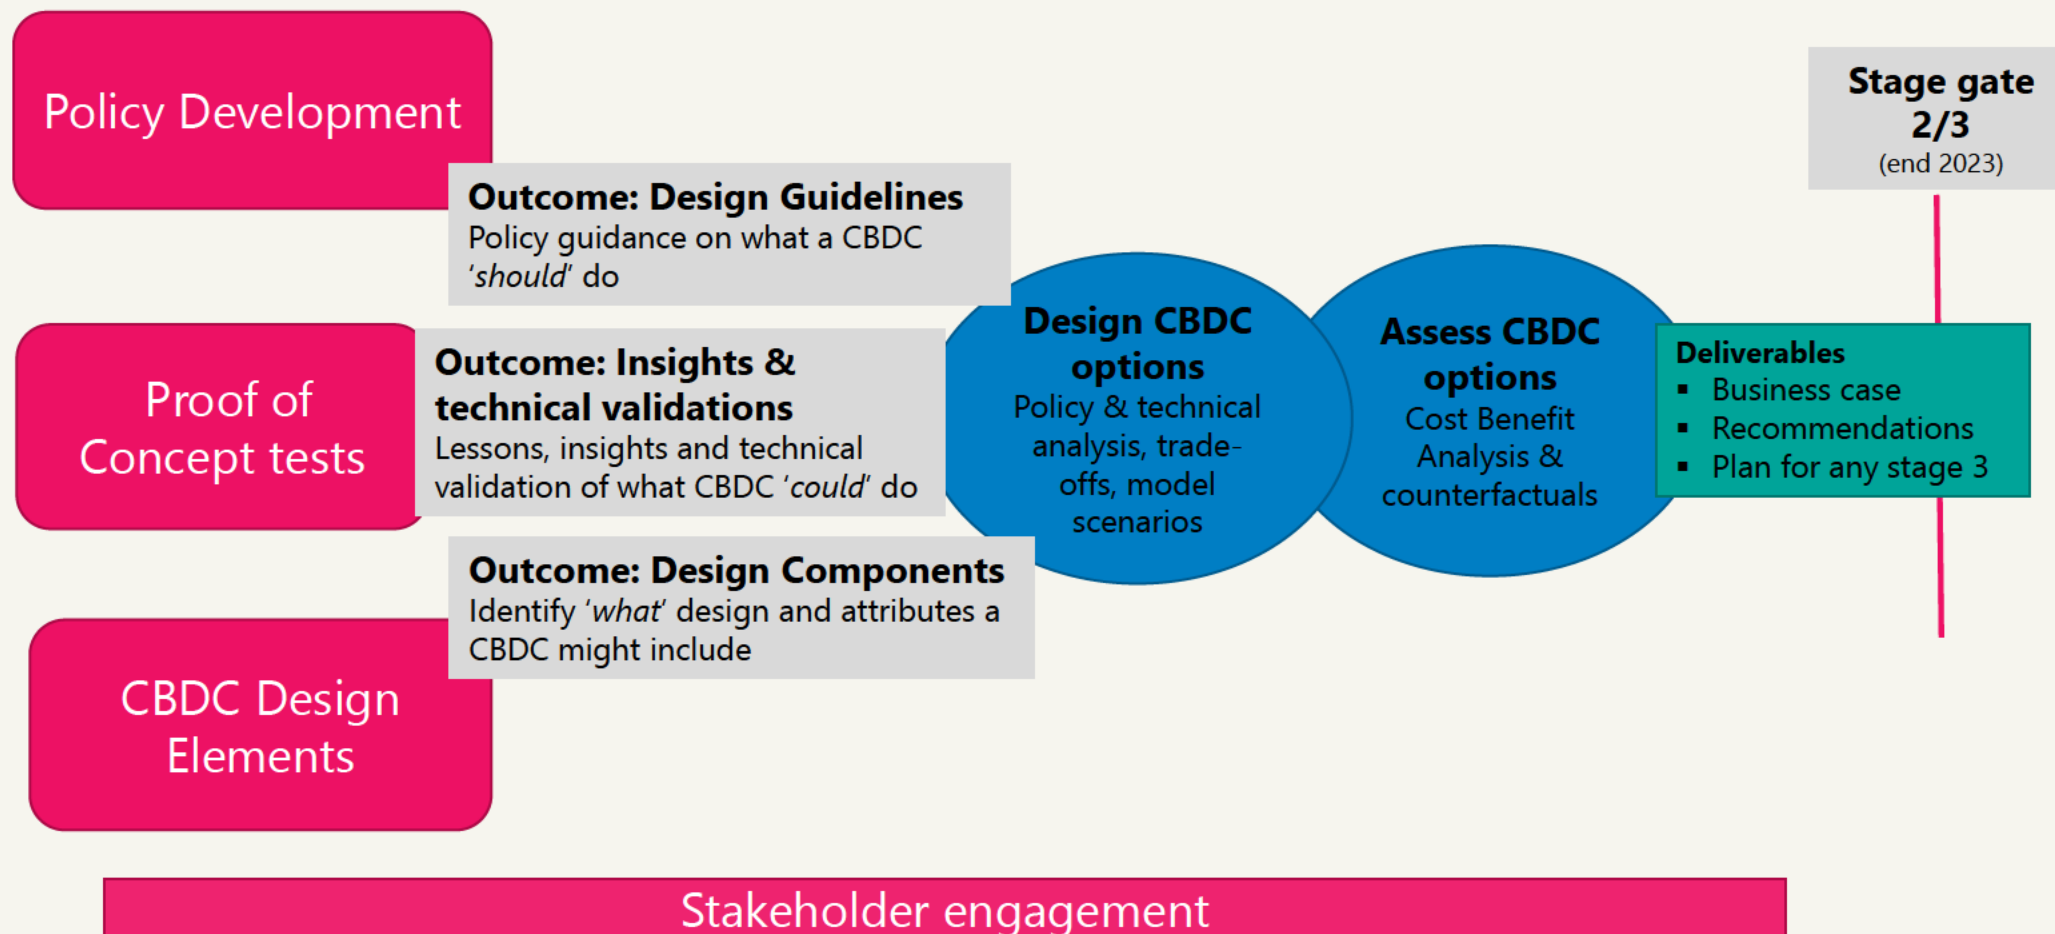 Policy Development
Stage gate
2/3
(end 2023)
Outcome: Design Guidelines
Policy guidance on what a CBDC
‘should’ do
Proof of
Concept tests
Outcome: Insights &
technical validations
Lessons, insights and technical
validation of what CBDC ‘could’ do
Design CBDC
options
Policy & technical
analysis, trade-
offs, model
scenarios
Assess CBDC
options
Cost Benefit
Analysis &
counterfactuals
Deliverables
▪ Business case
▪ Recommendations
▪ Plan for any stage 3
Outcome: Design Components
Identify ‘what’ design and attributes a
CBDC might include
CBDC Design
Elements
Stakeholder engagement